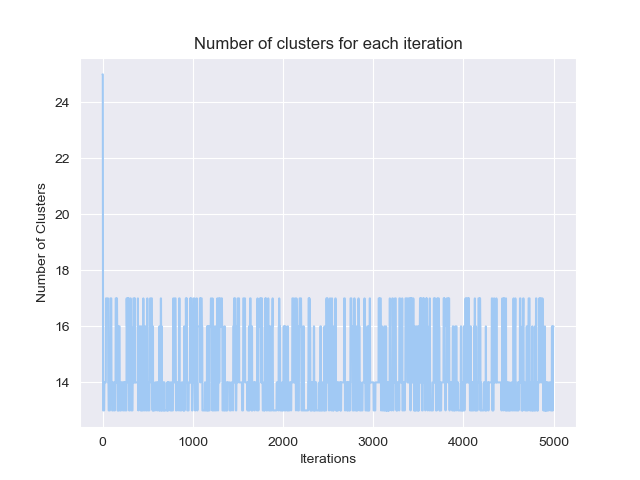 Number of clusters for each iteration
Number of Clusters
24
22
20
18
16
14
0 1000 2000 3000 4000 5000
Iterations